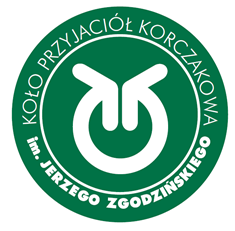 KOŁO PRZYJACIÓŁ KORCZAKOWA
im. JERZEGO ZGODZIŃSKIEGO